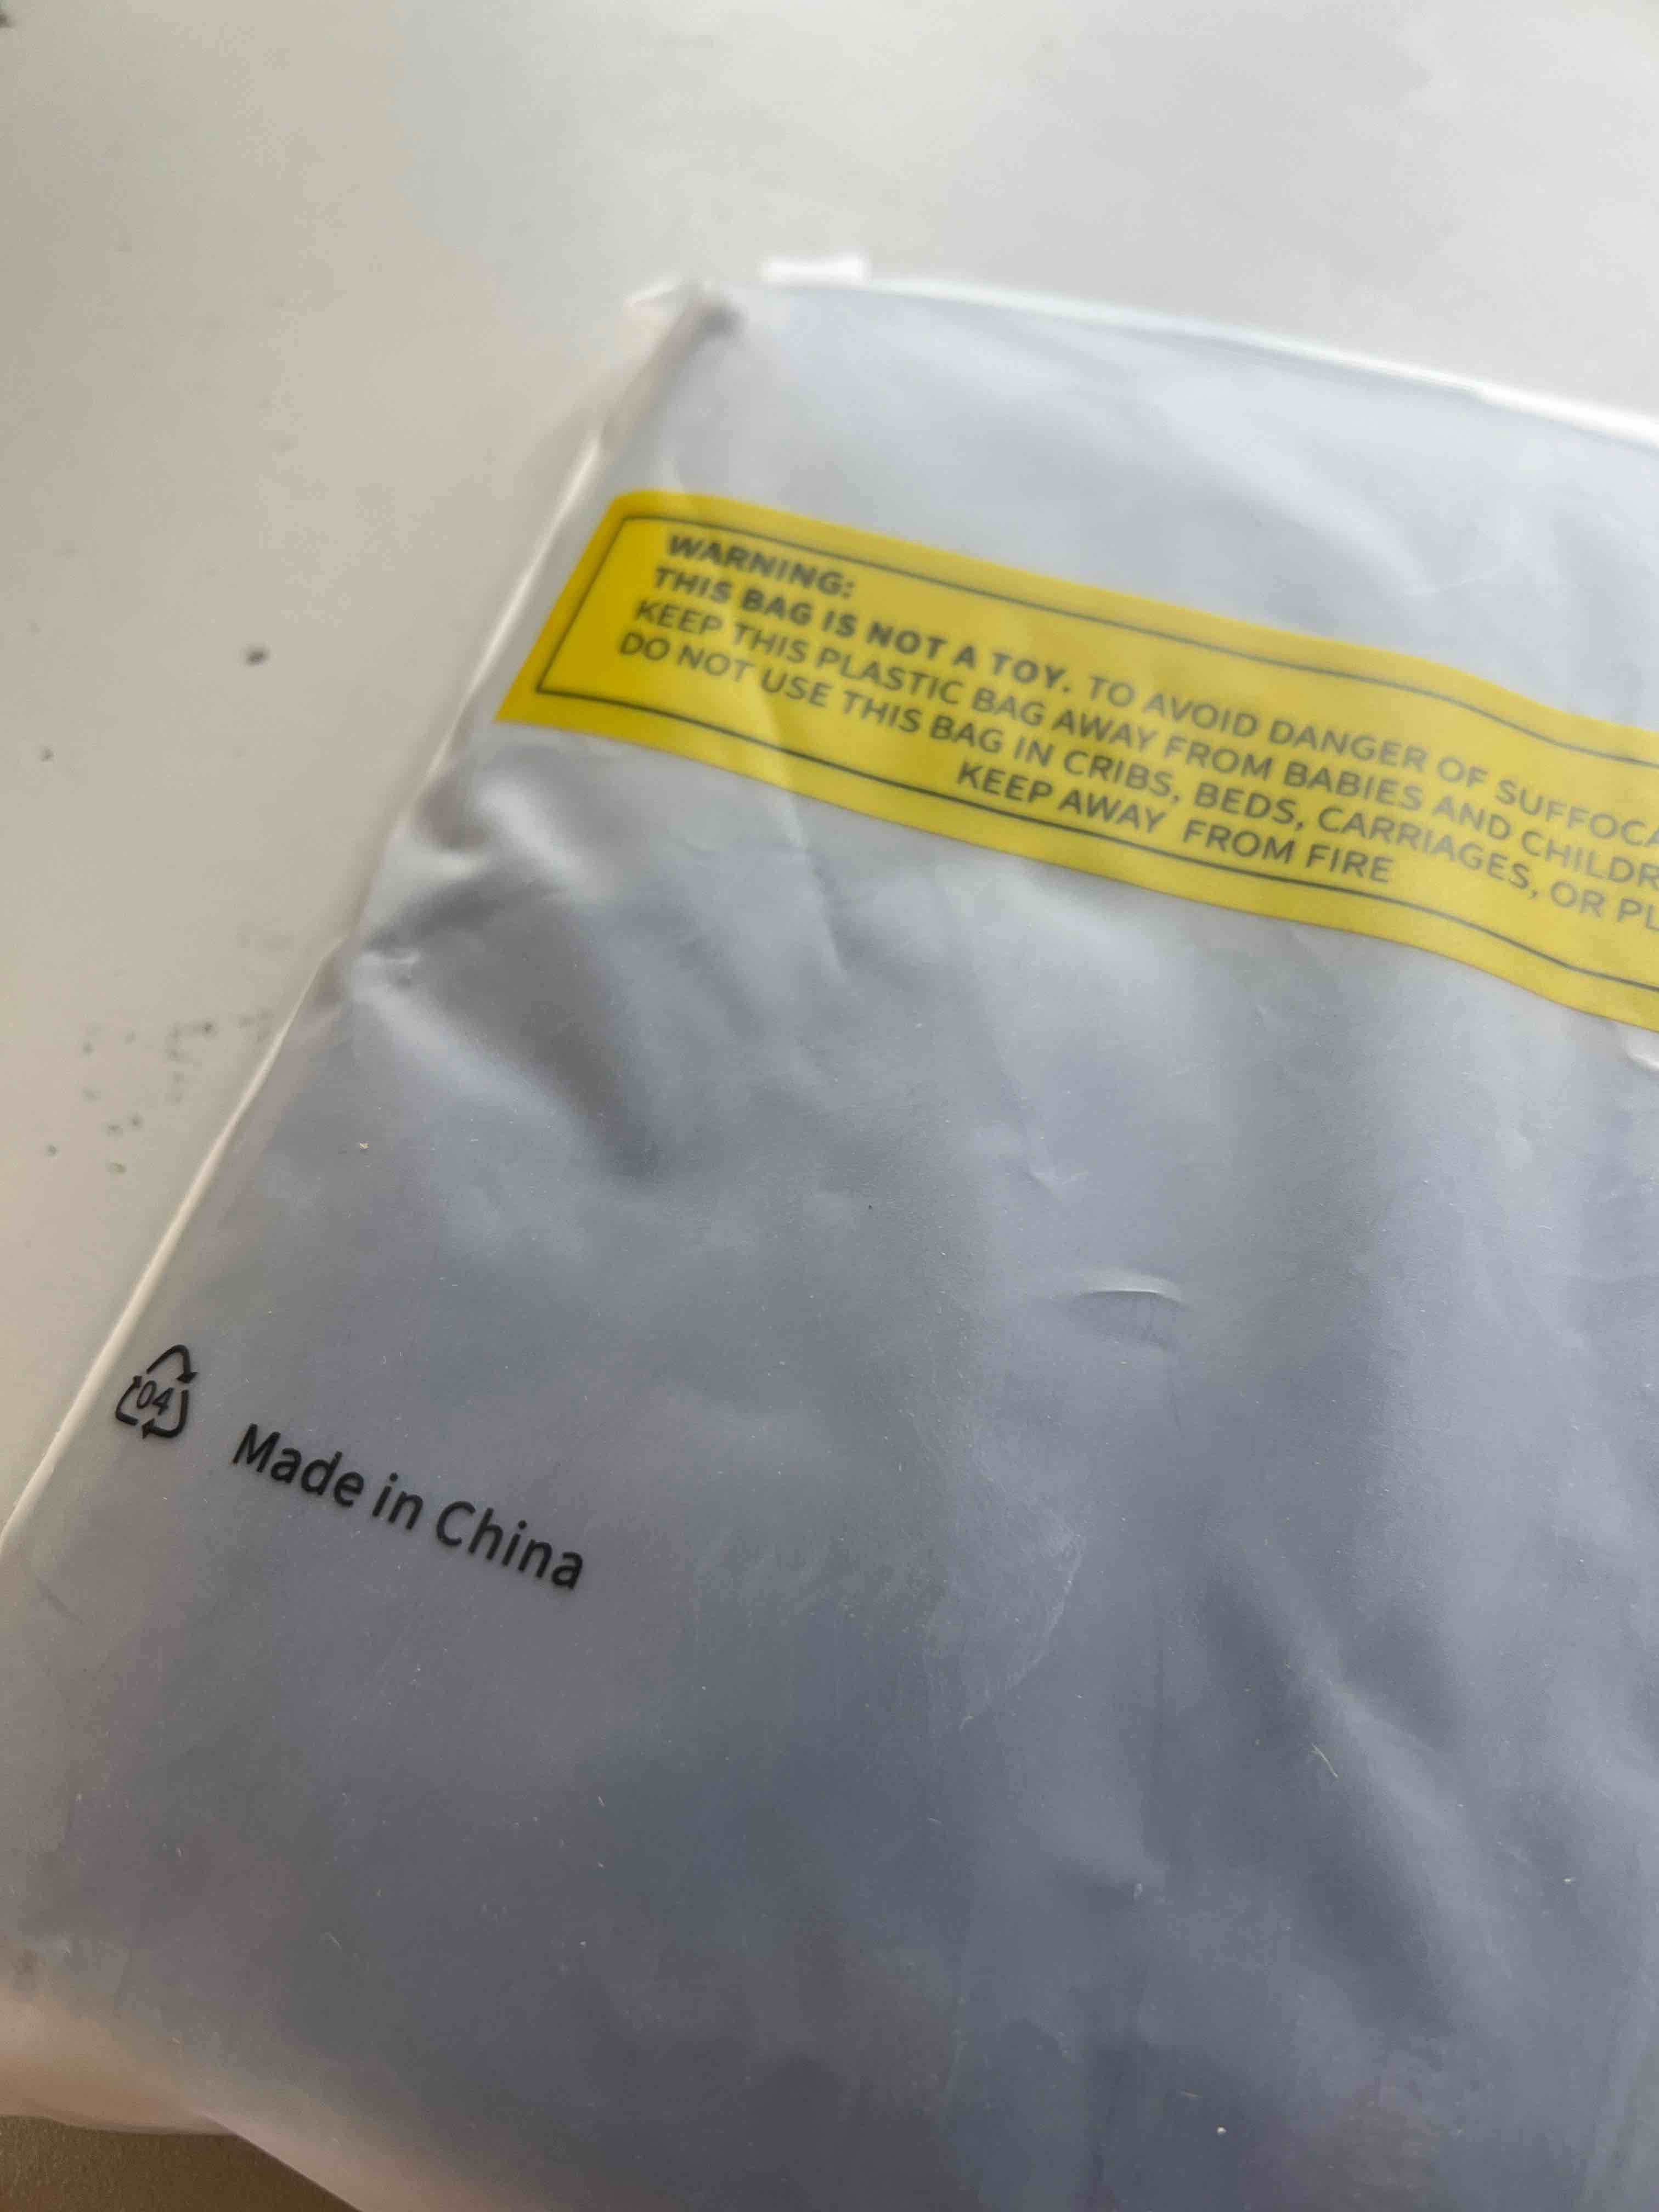 WARNING:
THIS BAG IS NOT A TOY. TO AVOID DANGER OF
KEEP THIS PLASTIC BAG AWAY FROM BABIES AND
DO NOT USE THIS BAG IN CRIBS, BEDS, CARRIAGES, OR
KEEP AWAY FROM FIRE
04
Made in China